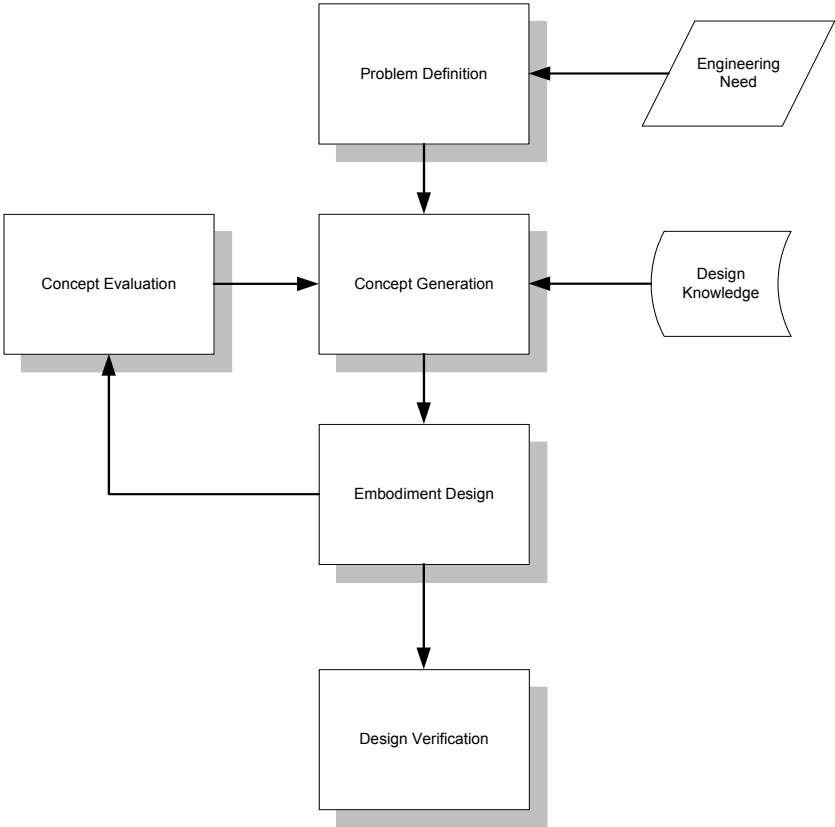 Problem Definition
Engineering
Need
Concept Evaluation
Concept Generation
Design
Knowledge
Embodiment Design
Design Verification